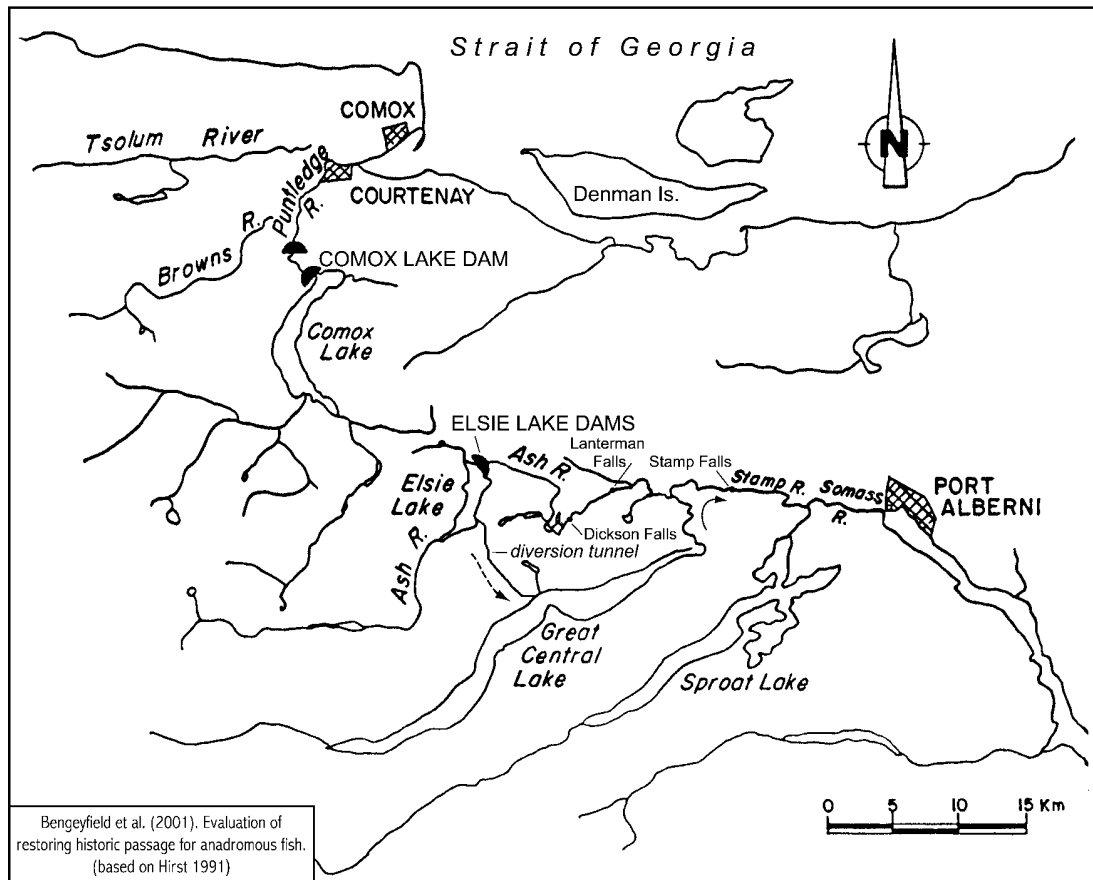 Strait of Georgia
COMOX
Tsolum River
N
Puntledge
R.
COURTENAY
Denman Is.
Browns R.
COMOX LAKE DAM
Comox
Lake
ELSIE LAKE DAMS
Lanterman
Falls
Ash R.
Stamp Falls
Elsie
Lake
Stamp R.
Somass
R.
PORT
ALBERNI
Dickson Falls
diversion tunnel
Ash R.
Great
Central
Lake
Sproat Lake
0 5 10 15 Km
Bengeyfield et al. (2001). Evaluation of
restoring historic passage for anadromous fish.
(based on Hirst 1991)